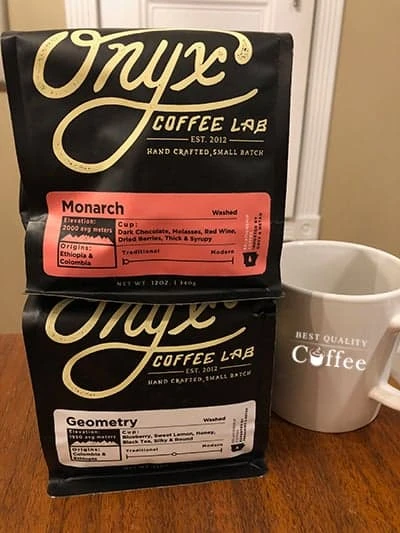 Onyx
COFFEE LAB
EST. 2012
HAND CRAFTED, SMALL BATCH
Monarch
Washed
Elevation:
2000 avg meters
Cup:
Dark Chocolate, Molasses, Red Wine,
Dried Berries, Thick & Syrupy
Origins:
Ethiopia &
Colombia
Traditional
Modern
NET WT. 12OZ. | 340g
Onyx
COFFEE LAB
EST. 2012
HAND CRAFTED, SMALL BATCH
Geometry
Washed
Elevation:
1950 avg meters
Cup:
Blueberry, Sweet Lemon, Honey,
Black Tea, Silky & Round
Origins:
Colombia &
Ethiopia
Traditional
Modern
BEST QUALITY
Coffee